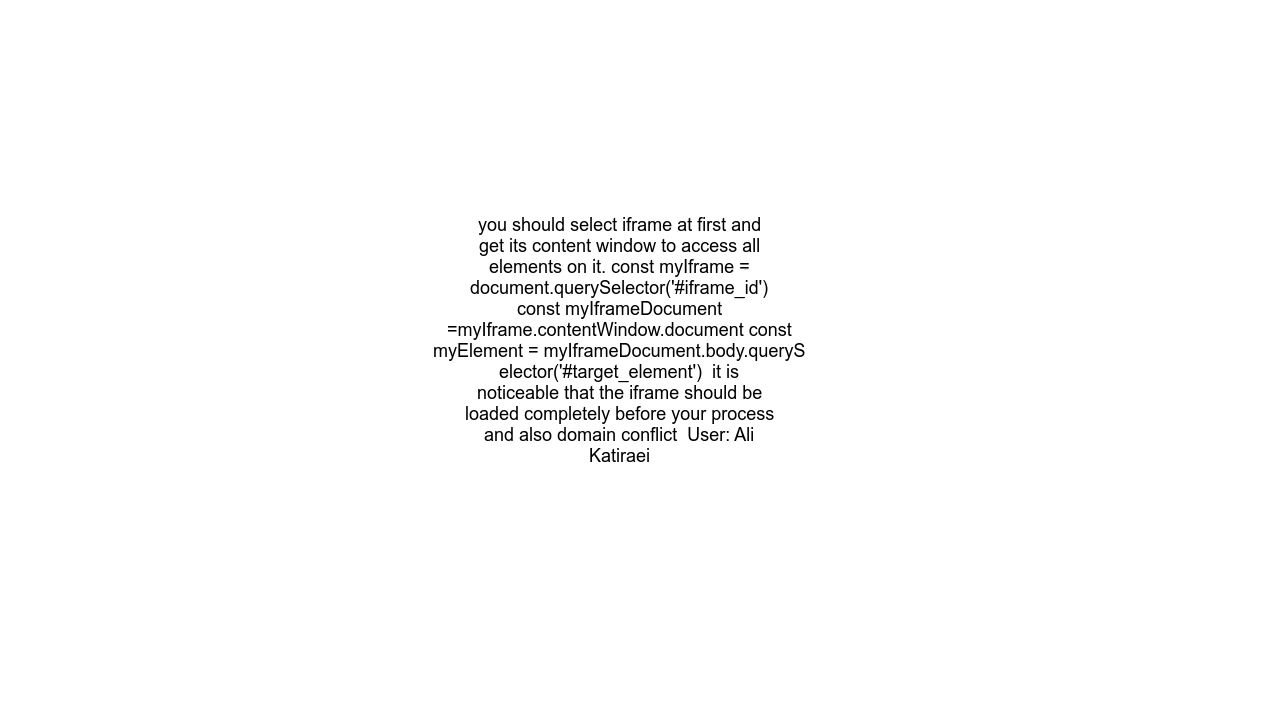 you should select iframe at first and
get its content window to access all
elements on it. const myIframe =
document.querySelector('#iframe_id')
const myIframeDocument
=myIframe.contentWindow.document const
myElement = myIframeDocument.body.queryS
elector('#target_element')  it is
noticeable that the iframe should be
loaded completely before your process
and also domain conflict  User: Ali
Katiraei